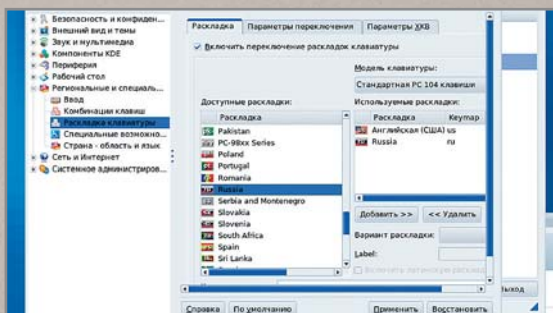 Безопасность и конфиден...
Внешний вид и темы
Звук и мультимедиа
Компоненты KDE
Периферия
Рабочий стол
Региональные и специаль...
Ввод
Комбинации клавиш
Раскладка клавиатуры
Специальные возможно...
Страна - область и язык
Сеть и Интернет
Системное администриров...
Раскладка Параметры переключения Параметры XKB
Включить переключение раскладок клавиатуры
Модель клавиатуры:
Стандартная PC 104 клавиши
Доступные раскладки:
Раскладка
Pakistan
PC-98xx Series
Poland
Portugal
Romania
Russia
Serbia and Montenegro
Slovakia
Slovenia
South Africa
Spain
Sri Lanka
Используемые раскладки:
Раскладка Keymap
Английская (США) us
Russia ru
Добавить >> << Удалить
Вариант раскладки:
Label:
Включить латинскую расклад
Выход
Справка По умолчанию Применить Восстановить